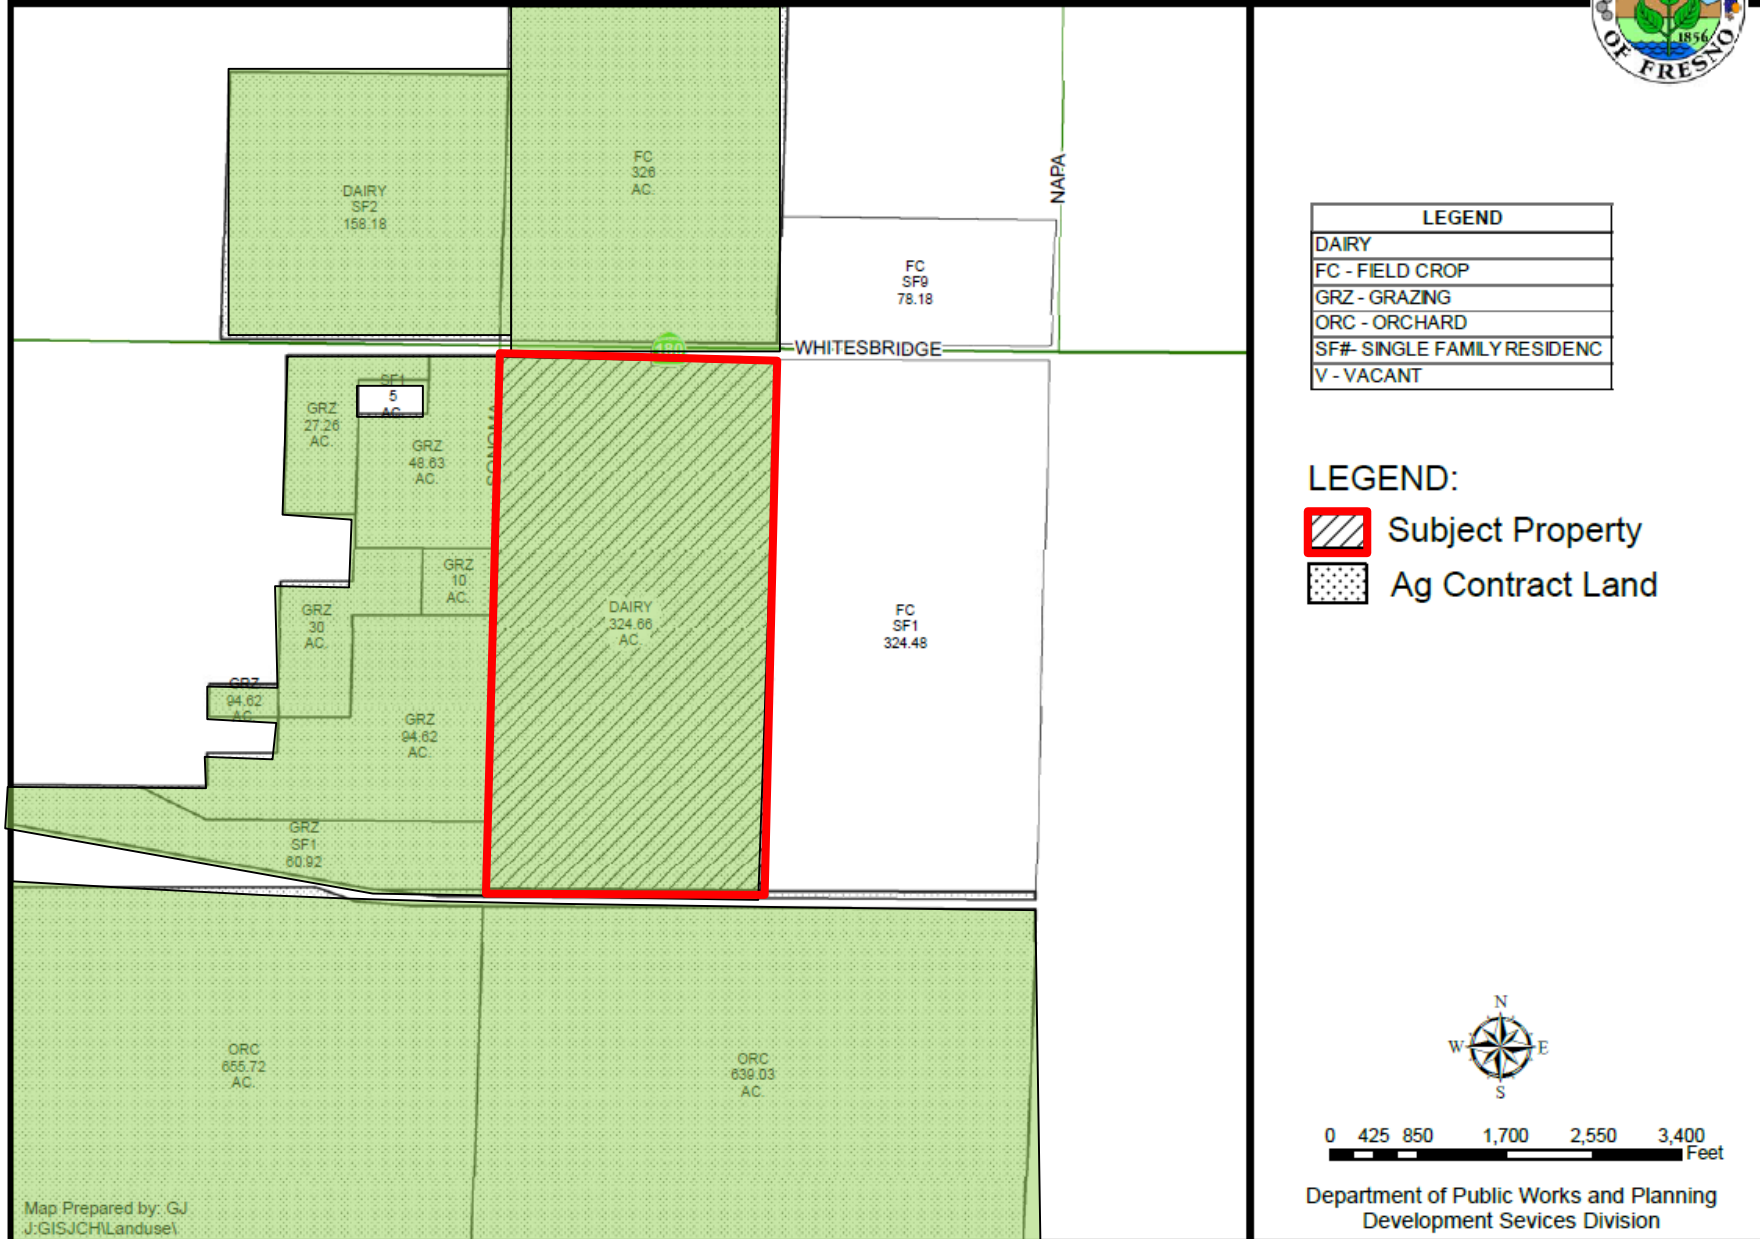 1856
OF FRESNO
FC
326
AC.
DAIRY
SF2
158.18
NAPA
FC
SF9
78.18
180
WHITESBRIDGE
SF1
5
AC.
GRZ
27.26
AC.
GRZ
48.63
AC.
SONOMA
GRZ
10
AC.
GRZ
30
AC.
DAIRY
324.66
AC.
FC
SF1
324.48
GRZ
94.62
AC.
GRZ
94.62
AC.
GRZ
SF1
60.92
ORC
655.72
AC.
ORC
639.03
AC.
Map Prepared by: GJ
J:GISJCH\Landuse\
LEGEND
DAIRY
FC - FIELD CROP
GRZ - GRAZING
ORC - ORCHARD
SF#- SINGLE FAMILY RESIDENC
V - VACANT
LEGEND:
Subject Property
Ag Contract Land
N
W E
S
0 425 850 1,700 2,550 3,400
Feet
Department of Public Works and Planning
Development Sevices Division